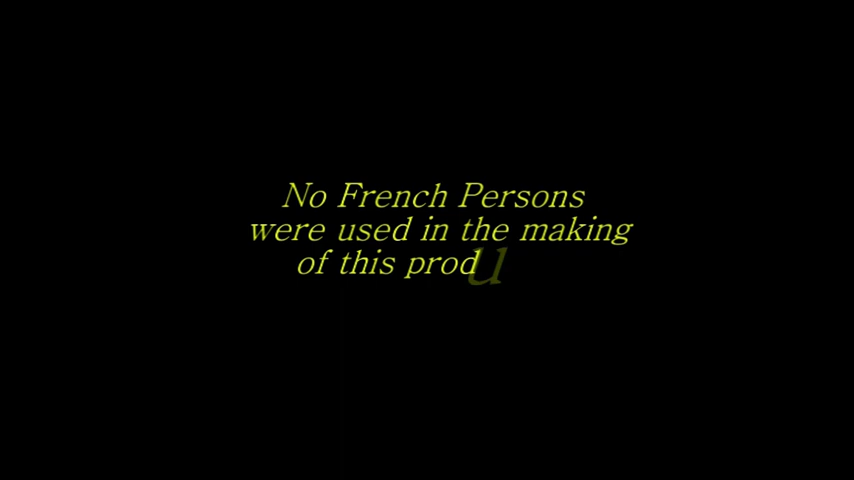 No French Persons
were used in the making
of this produ